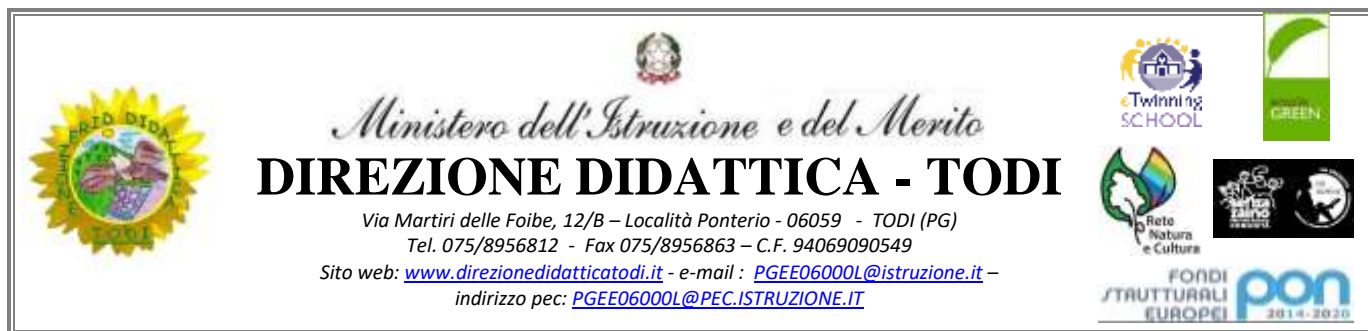 Ministero dell'Istruzione e del Merito
DIREZIONE DIDATTICA - TODI
Via Martiri delle Foibe, 12/B – Località Ponterio - 06059 - TODI (PG)
Tel. 075/8956812 - Fax 075/8956863 – C.F. 94069090549
Sito web: www.direzionedidatticatodi.it - e-mail : PGEE06000L@istruzione.it –
indirizzo pec: PGEE06000L@PEC.ISTRUZIONE.IT
TODI
eTwinning
SCHOOL
GREEN
Rete
Natura
e Cultura
senza
zaino
FONDI
STRUTTURALI
EUROPEI
pon
2014-2020